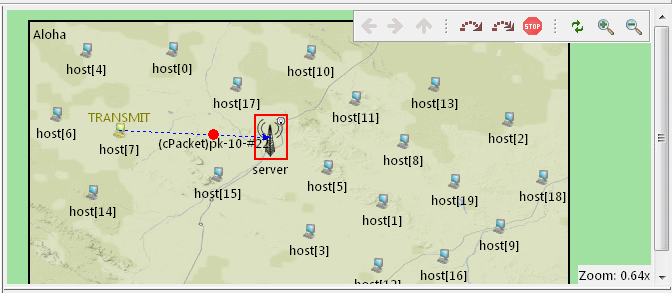 Aloha
STOP
host[4]
host[0]
host[10]
host[17]
host[13]
host[11]
TRANSMIT
host[6]
host[2]
host[7]
(cPacket)pk-10-#22
host[8]
server
host[5]
host[15]
host[19]
host[18]
host[14]
host[1]
host[3]
host[9]
host[16]
Zoom: 0.64x